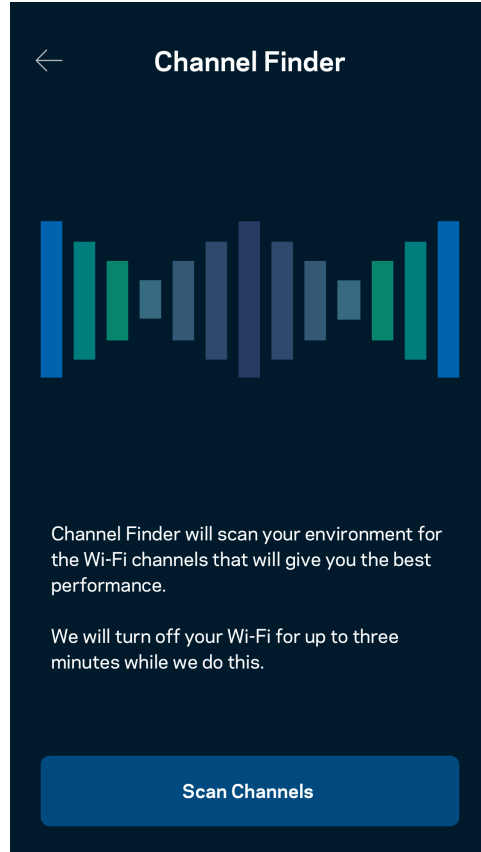 Channel Finder
Channel Finder will scan your environment for
the Wi-Fi channels that will give you the best
performance.
We will turn off your Wi-Fi for up to three
minutes while we do this.
Scan Channels